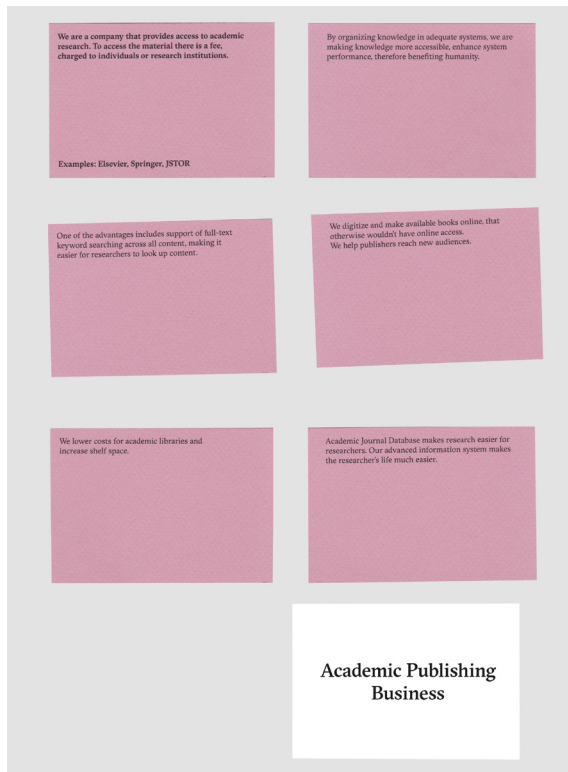 We are a company that provides access to academic
research. To access the material there is a fee,
charged to individuals or research institutions.
Examples: Elsevier, Springer, JSTOR
By organizing knowledge in adequate systems, we are
making knowledge more accessible, enhance system
performance, therefore benefiting humanity.
One of the advantages includes support of full-text
keyword searching across all content, making it
easier for researchers to look up content.
We digitize and make available books online, that
otherwise wouldn't have online access.
We help publishers reach new audiences.
We lower costs for academic libraries and
increase shelf space.
Academic Journal Database makes research easier for
researchers. Our advanced information system makes
the researcher's life much easier.
Academic Publishing
Business